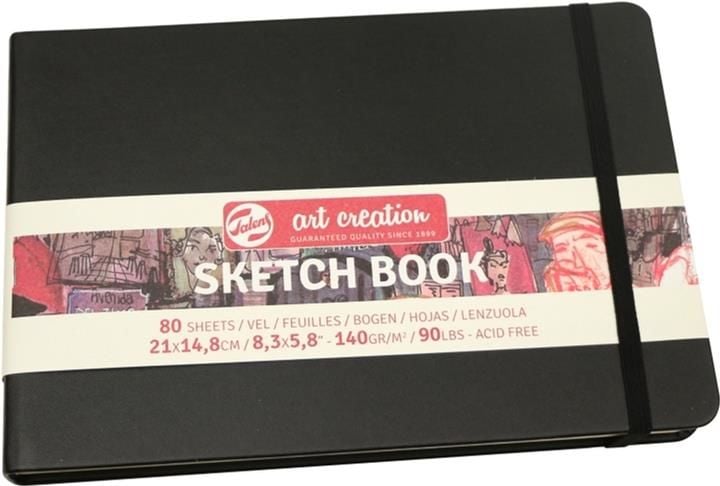 Talens
art creation
GUARANTEED QUALITY SINCE 1899
SKETCH BOOK
80 SHEETS / VEL / FEUILLES / BOGEN / HOJAS / LENZUOLA
21X14,8CM / 8,3X5,8" - 140GR/M² / 90LBS - ACID FREE